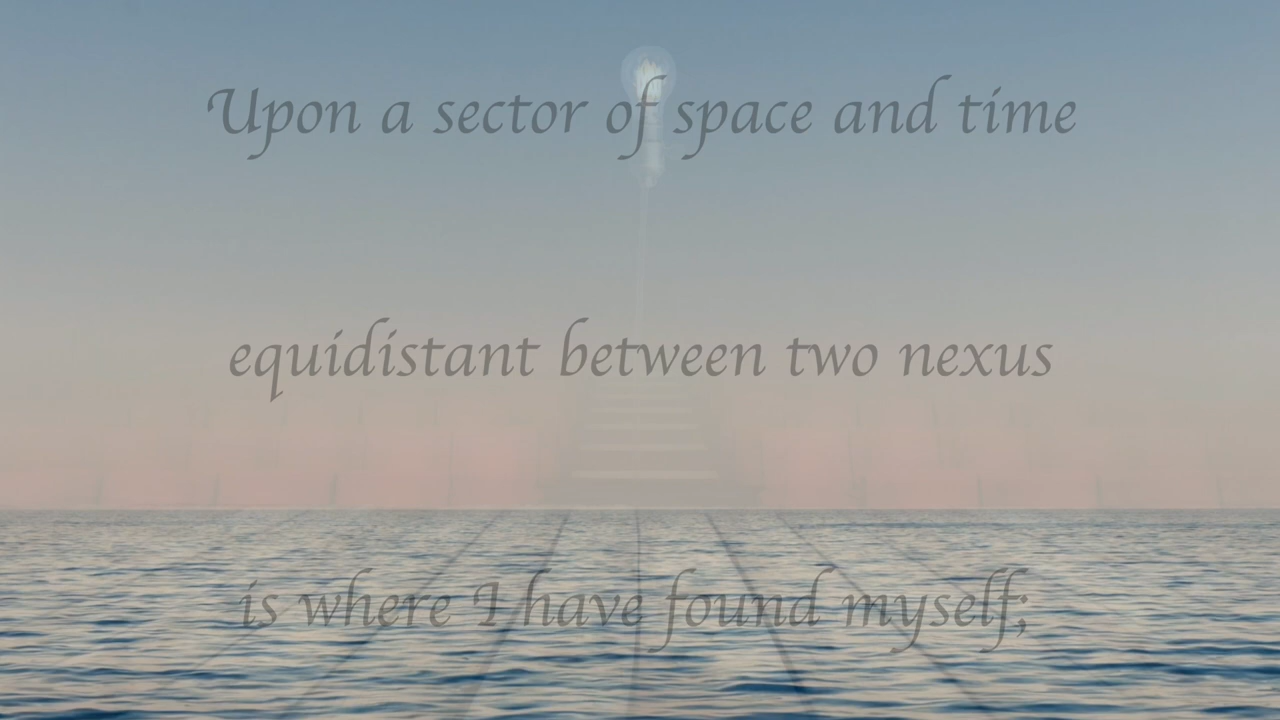 Upon a sector of space and time
equidistant between two nexus
is where I have found myself;